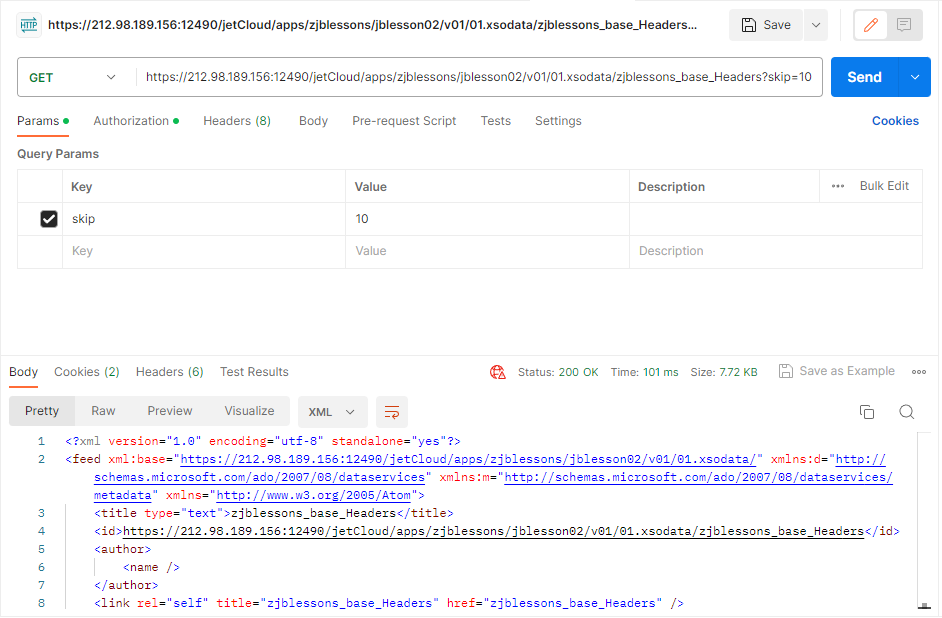 HTTP https://212.98.189.156:12490/jetCloud/apps/zjblessons/jblesson02/v01/01.xsodata/zjblessons_base_Headers... Save
GET https://212.98.189.156:12490/jetCloud/apps/zjblessons/jblesson02/v01/01.xsodata/zjblessons_base_Headers?skip=10 Send
Params Authorization Headers (8) Body Pre-request Script Tests Settings Cookies
Query Params
Key Value Description ••• Bulk Edit
skip 10
Key Value Description
Body Cookies (2) Headers (6) Test Results Status: 200 OK Time: 101 ms Size: 7.72 KB Save as Example •••
Pretty Raw Preview Visualize XML
1 <?xml version="1.0" encoding="utf-8" standalone="yes"?>
2 <feed xml:base="https://212.98.189.156:12490/jetCloud/apps/zjblessons/jblesson02/v01/01.xsodata/" xmlns:d="http://
schemas.microsoft.com/ado/2007/08/dataservices" xmlns:m="http://schemas.microsoft.com/ado/2007/08/dataservices/
metadata" xmlns="http://www.w3.org/2005/Atom">
3 <title type="text">zjblessons_base_Headers</title>
4 <id>https://212.98.189.156:12490/jetCloud/apps/zjblessons/jblesson02/v01/01.xsodata/zjblessons_base_Headers</id>
5 <author>
6 <name />
7 </author>
8 <link rel="self" title="zjblessons_base_Headers" href="zjblessons_base_Headers" />